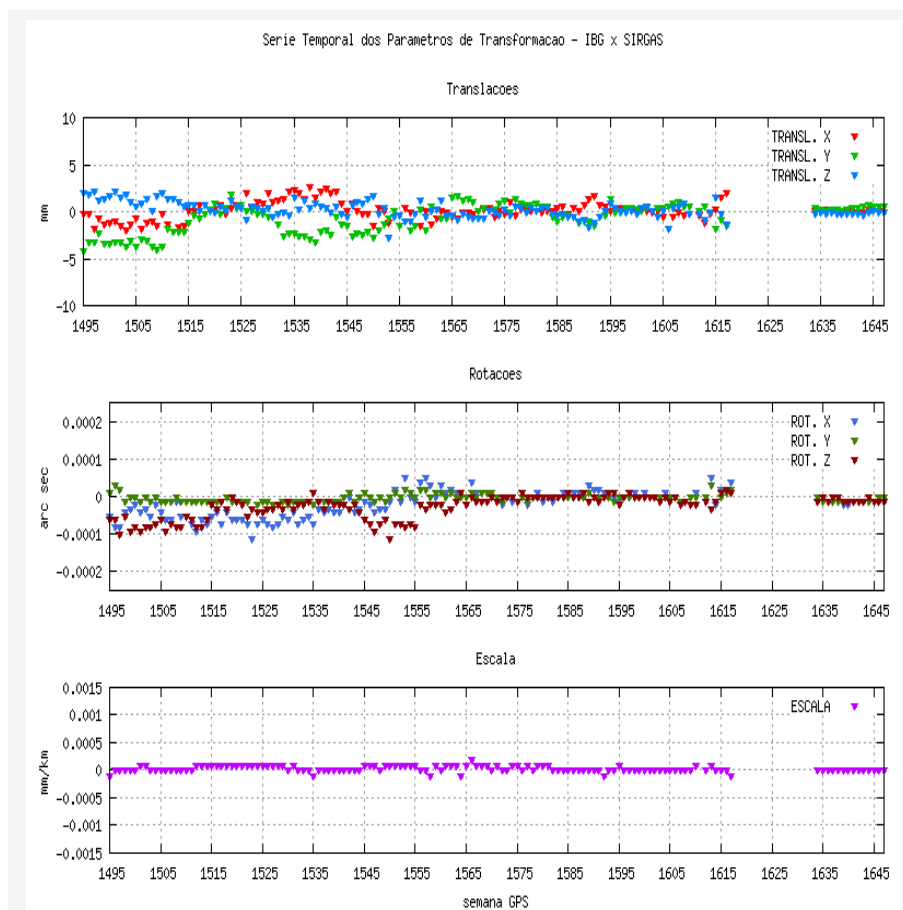 Serie Temporal dos Parametros de Transformacao - IBG x SIRGAS
Translacoes
10
5
0
-5
-10
mm
TRANSL. X
TRANSL. Y
TRANSL. Z
1495 1505 1515 1525 1535 1545 1555 1565 1575 1585 1595 1605 1615 1625 1635 1645
Rotacoes
0.0002
0.0001
0
-0.0001
-0.0002
arc sec
ROT. X
ROT. Y
ROT. Z
1495 1505 1515 1525 1535 1545 1555 1565 1575 1585 1595 1605 1615 1625 1635 1645
Escala
0.0015
0.001
0.0005
0
-0.0005
-0.001
-0.0015
mm/km
ESCALA
1495 1505 1515 1525 1535 1545 1555 1565 1575 1585 1595 1605 1615 1625 1635 1645
semana GPS